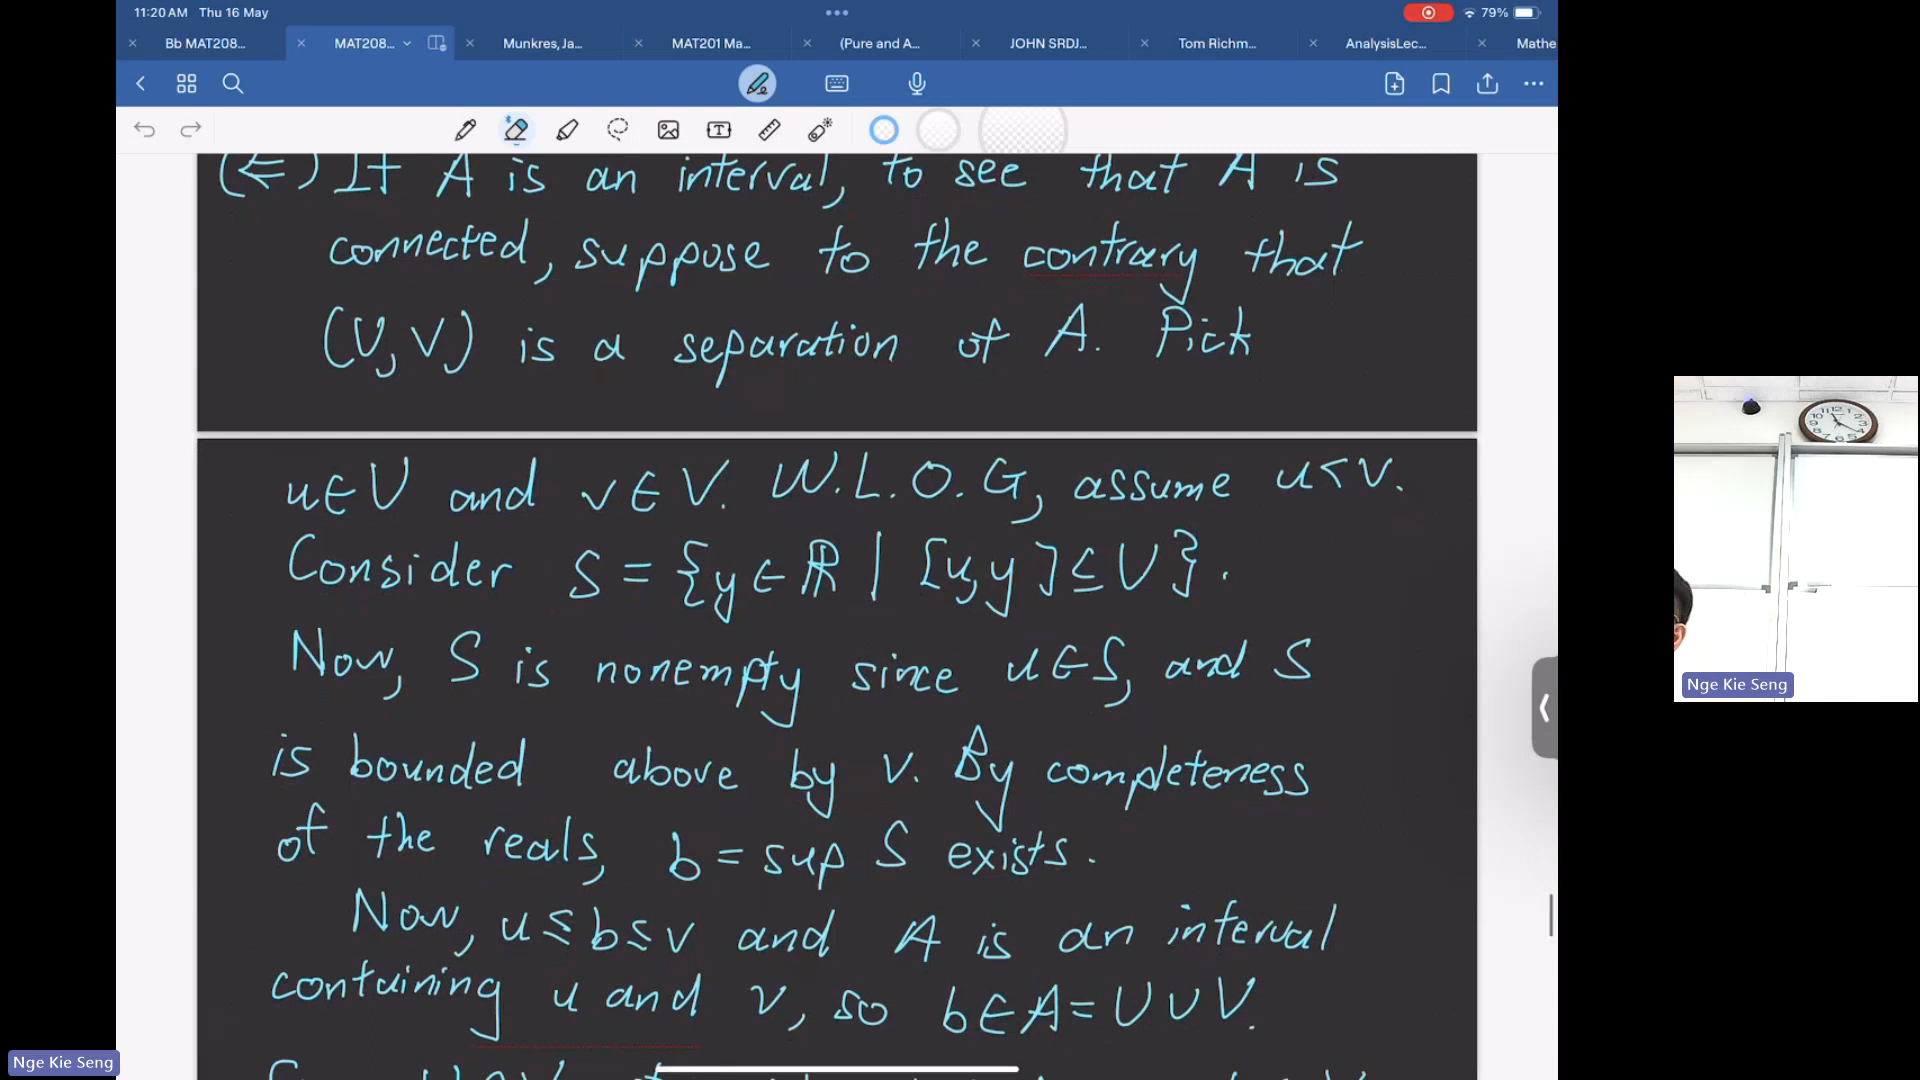 11:20 AM Thu 16 May
79%
Bb MAT208...
MAT208...
Munkres, Ja...
MAT201 Ma...
(Pure and A...
JOHN SRDJ...
Tom Richm...
AnalysisLec...
Mathe
(⇐) If A is an interval, to see that A is
connected, suppose to the contrary that
(U,V) is a separation of A. Pick
u∈U and v∈V. W.L.O.G, assume u<v.
Consider S = {y∈ℝ | [u,y]⊆U}.
Now, S is nonempty since u∈S, and S
is bounded above by v. By completeness
of the reals, b = sup S exists.
Now, u≤b≤v and A is an interval
containing u and v, so b∈A=U∪V.
Nge Kie Seng
Nge Kie Seng